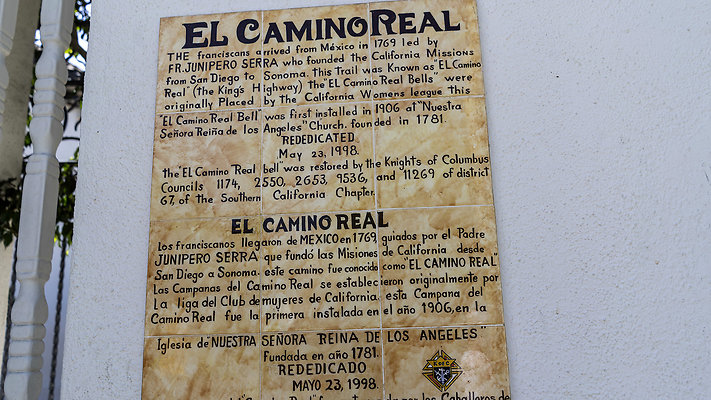 EL CAMINO REAL
THE franciscans arrived from México in 1769 led by
FR. JUNIPERO SERRA who founded the California Missions
from San Diego to Sonoma. This Trail was Known as "EL Camino
Real" (the King's Highway) the "EL Camino Real Bells" were
originally Placed by The California Womens league this
"EL Camino Real Bell" was first installed in 1906 at "Nuestra
Señora Reina de los Angeles" Church. founded in 1781.
REDEDICATED
May 23, 1998.
the "EL Camino Real bell" was restored by the Knights of Columbus
Councils 1174, 2550, 2653, 9536, and 11269 of district
67, of the Southern California Chapter.
EL CAMINO REAL
Los franciscanos llegaron de MEXICO en 1769, guiados por el Padre
JUNIPERO SERRA que fundó las Misiones de California desde
San Diego a Sonoma. este camino fue conocido como "EL CAMINO REAL"
Las Campanas del Camino Real se establecieron originalmente por
La liga del Club de mujeres de California. esta Campana del
Camino Real fue la primera instalada en el año 1906, en la
Iglesia de "NUESTRA SEÑORA REINA DE LOS ANGELES"
Fundada en año 1781.
REDEDICADO
MAYO 23, 1998.
por los Caballeros de